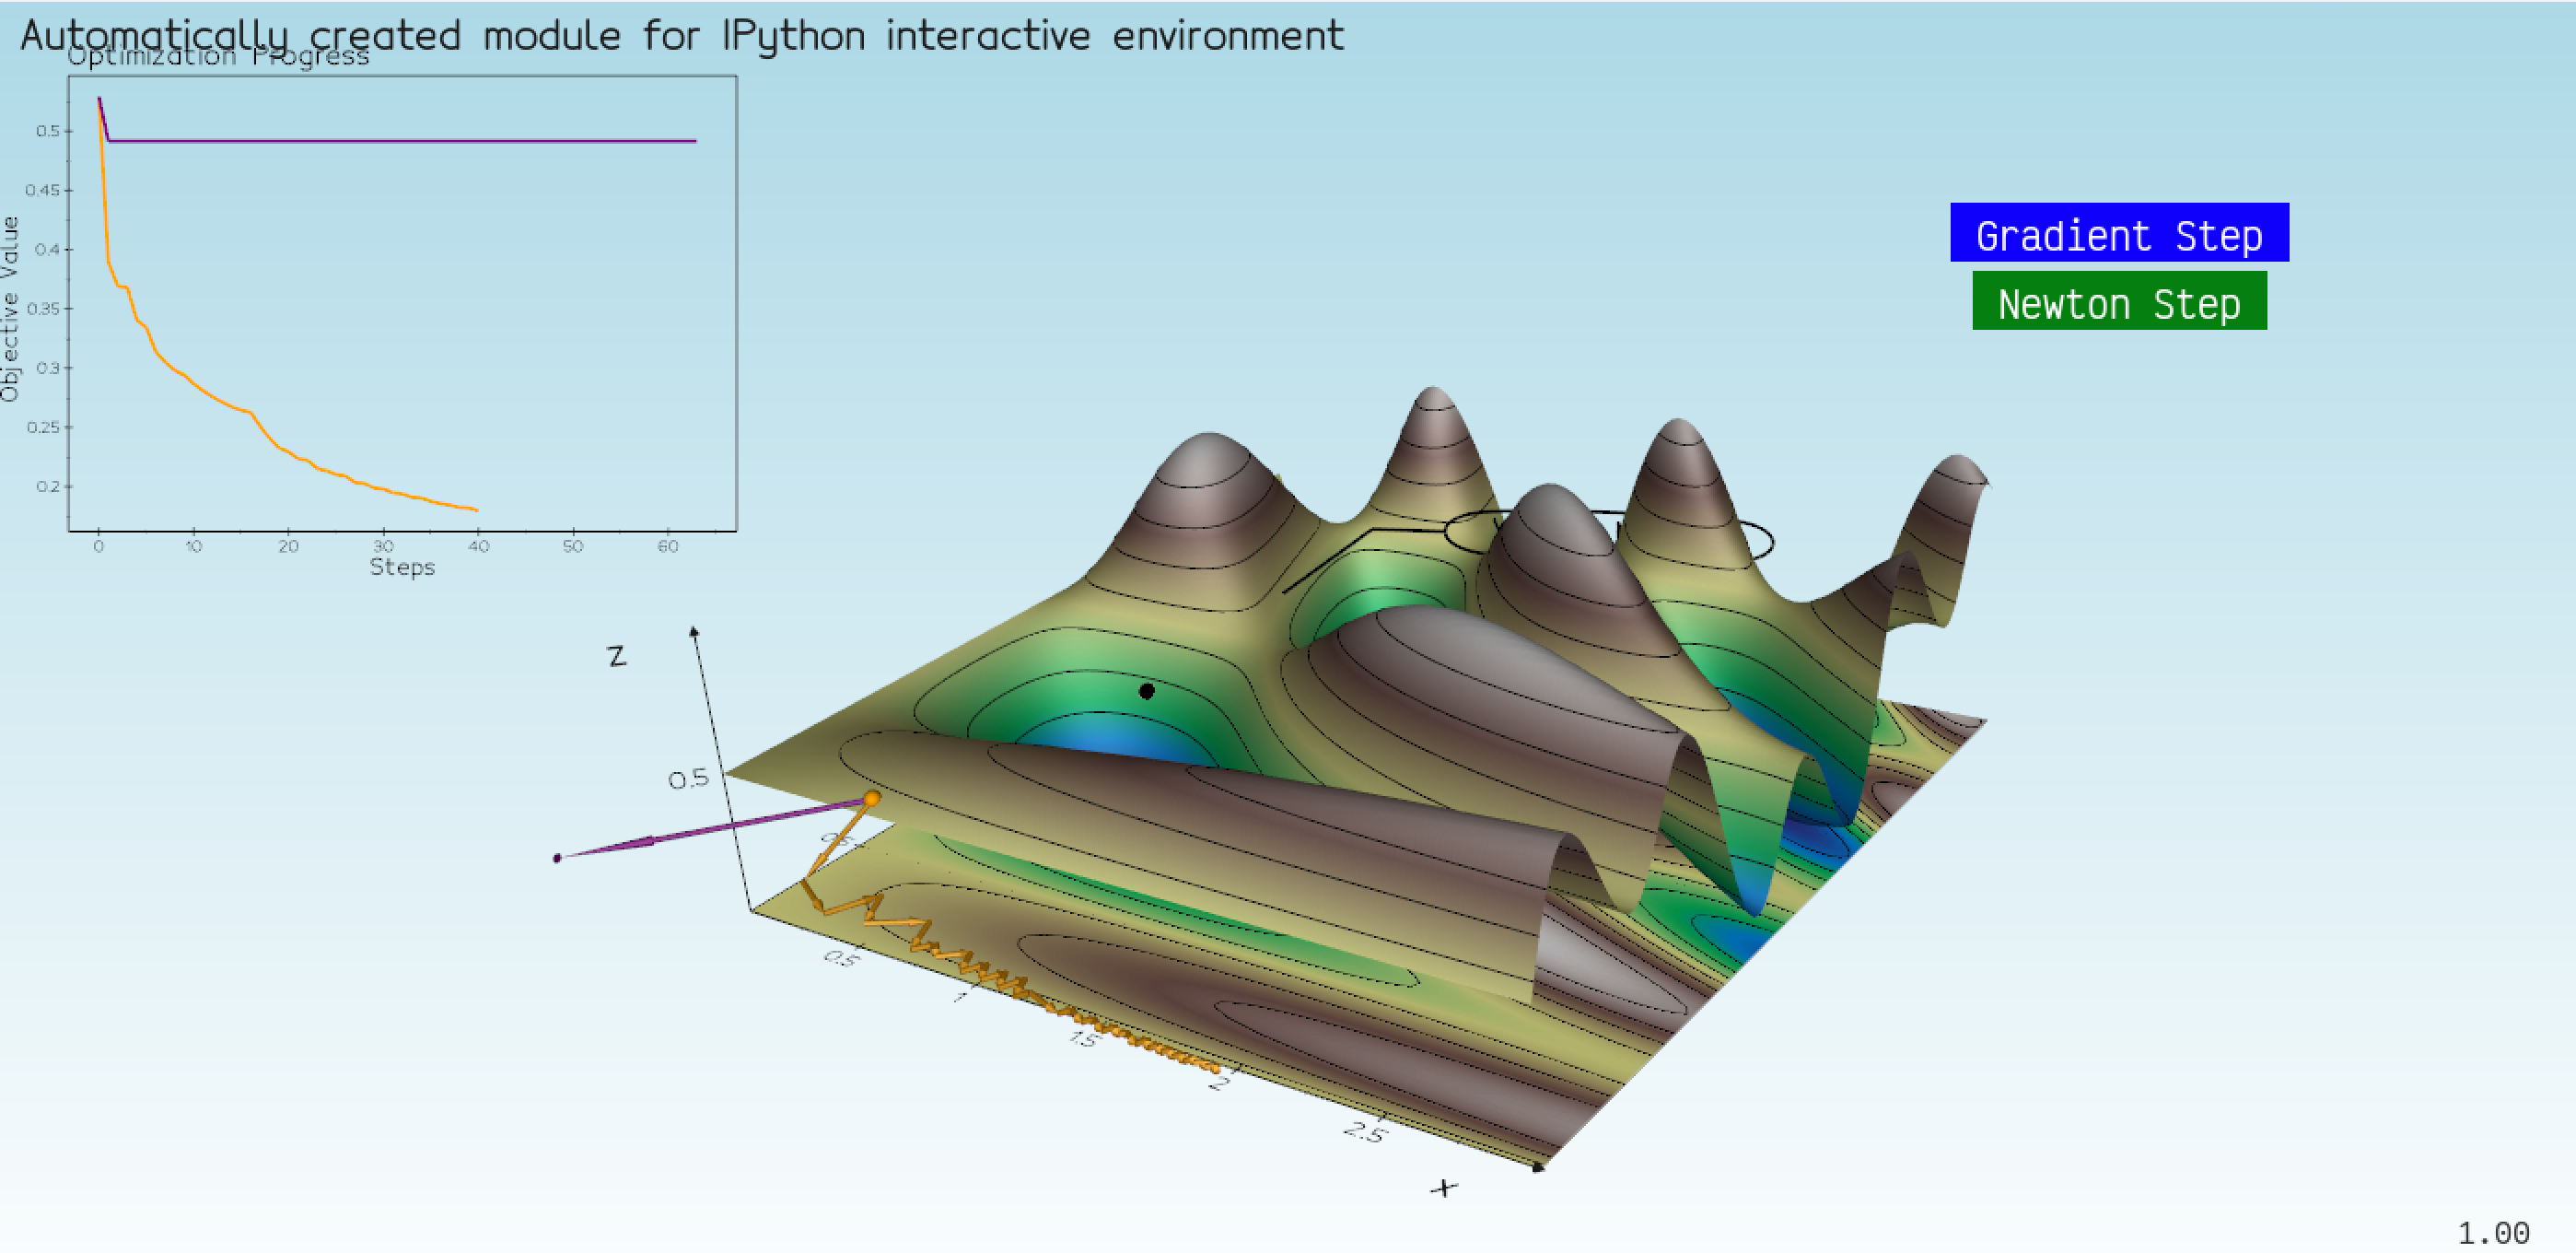 Automatically created module for IPython interactive environment
Optimization Progress
0.5
0.45
0.4
0.35
0.3
0.25
0.2
Objective Value
0 10 20 30 40 50 60
Steps
Gradient Step
Newton Step
z
0.5
0.5
0.5
1
1.5
2
2.5
x
1.00